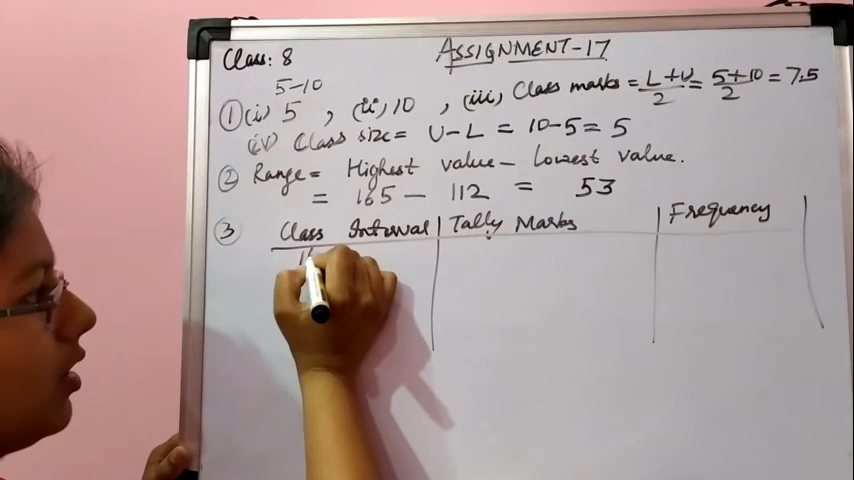 Class: 8
ASSIGNMENT-17
5-10
① (i) 5 , (ii) 10 , (iii) Class marks = L+U/2 = 5+10/2 = 7.5
(iv) Class size = U-L = 10-5 = 5
② Range = Highest value - lowest value.
= 165 - 112 = 53
③ Class Interval | Tally Marks | Frequency